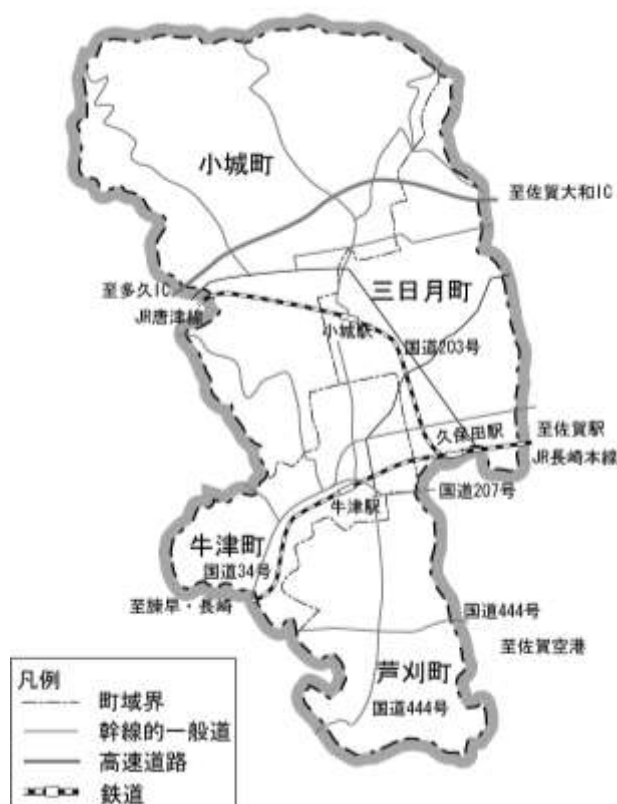 小城町
至佐賀大和IC
至多久IC
三日月町
JR唐津線
小城駅
国道203号
久保田駅
至佐賀駅
JR長崎本線
国道207号
牛津駅
牛津町
国道34号
至諫早・長崎
国道444号
至佐賀空港
芦刈町
国道444号
凡例
町域界
幹線的一般道
高速道路
鉄道